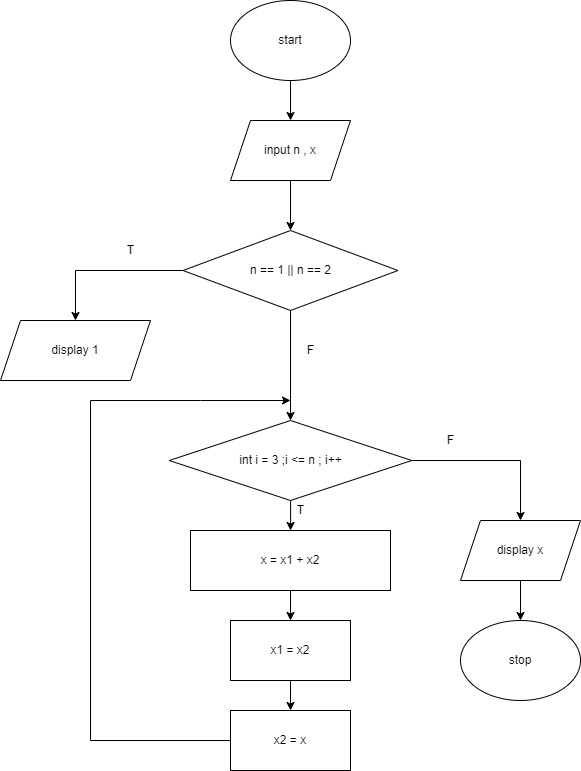 start
input n , x
T
n == 1 || n == 2
display 1
F
F
int i = 3 ;i <= n ; i++
T
x = x1 + x2
display x
x1 = x2
stop
x2 = x